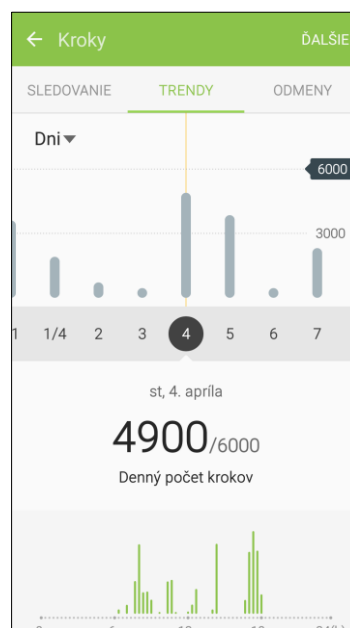 Kroky ĎALŠIE
SLEDOVANIE TRENDY ODMENY
Dni
6000
3000
1 1/4 2 3 4 5 6 7
st, 4. apríla
4900/6000
Denný počet krokov